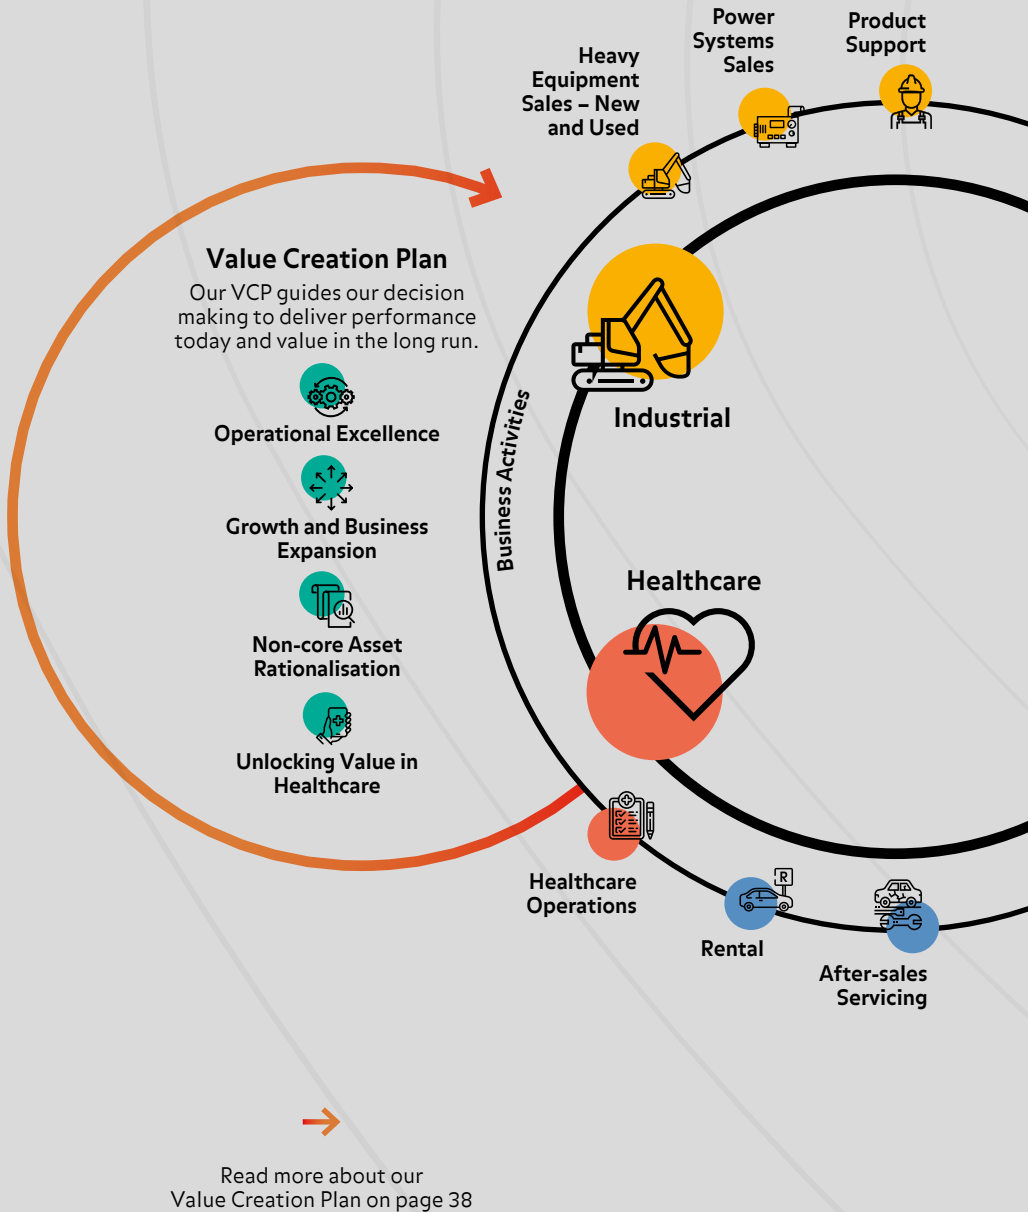 Power
Systems
Sales
Product
Support
Heavy
Equipment
Sales – New
and Used
Value Creation Plan
Our VCP guides our decision
making to deliver performance
today and value in the long run.
Operational Excellence
Growth and Business
Expansion
Non-core Asset
Rationalisation
Unlocking Value in
Healthcare
Business Activities
Industrial
Healthcare
Healthcare
Operations
R
Rental
After-sales
Servicing
Read more about our
Value Creation Plan on page 38